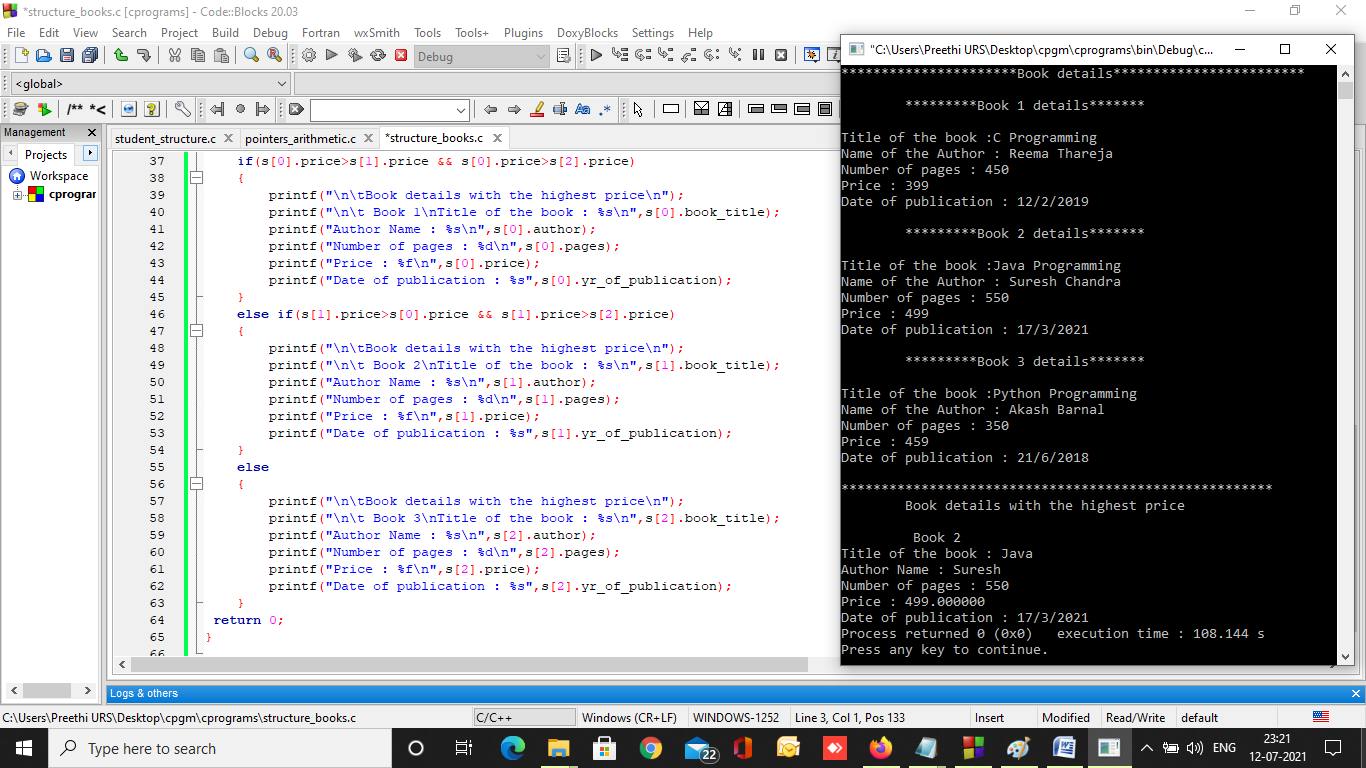 *structure_books.c [cprograms] - Code::Blocks 20.03
File Edit View Search Project Build Debug Fortran wxSmith Tools Tools+ Plugins DoxyBlocks Settings Help
Debug
<global>
/** *<
Aa .*
Management
Projects
Workspace
cprogran
student_structure.c
pointers_arithmetic.c
*structure_books.c
37 if(s[0].price>s[1].price && s[0].price>s[2].price)
38 {
39 printf("\n\tBook details with the highest price\n");
40 printf("\n\t Book 1\nTitle of the book : %s\n",s[0].book_title);
41 printf("Author Name : %s\n",s[0].author);
42 printf("Number of pages : %d\n",s[0].pages);
43 printf("Price : %f\n",s[0].price);
44 printf("Date of publication : %s",s[0].yr_of_publication);
45 }
46 else if(s[1].price>s[0].price && s[1].price>s[2].price)
47 {
48 printf("\n\tBook details with the highest price\n");
49 printf("\n\t Book 2\nTitle of the book : %s\n",s[1].book_title);
50 printf("Author Name : %s\n",s[1].author);
51 printf("Number of pages : %d\n",s[1].pages);
52 printf("Price : %f\n",s[1].price);
53 printf("Date of publication : %s",s[1].yr_of_publication);
54 }
55 else
56 {
57 printf("\n\tBook details with the highest price\n");
58 printf("\n\t Book 3\nTitle of the book : %s\n",s[2].book_title);
59 printf("Author Name : %s\n",s[2].author);
60 printf("Number of pages : %d\n",s[2].pages);
61 printf("Price : %f\n",s[2].price);
62 printf("Date of publication : %s",s[2].yr_of_publication);
63 }
64 return 0;
65 }
66
"C:\Users\Preethi URS\Desktop\cpgm\cprograms\bin\Debug\c...
**********************Book details************************
*********Book 1 details*******
Title of the book :C Programming
Name of the Author : Reema Thareja
Number of pages : 450
Price : 399
Date of publication : 12/2/2019
*********Book 2 details*******
Title of the book :Java Programming
Name of the Author : Suresh Chandra
Number of pages : 550
Price : 499
Date of publication : 17/3/2021
*********Book 3 details*******
Title of the book :Python Programming
Name of the Author : Akash Barnal
Number of pages : 350
Price : 459
Date of publication : 21/6/2018
******************************************************
Book details with the highest price
Book 2
Title of the book : Java
Author Name : Suresh
Number of pages : 550
Price : 499.000000
Date of publication : 17/3/2021
Process returned 0 (0x0) execution time : 108.144 s
Press any key to continue.
Logs & others
C:\Users\Preethi URS\Desktop\cpgm\cprograms\structure_books.c C/C++ Windows (CR+LF) WINDOWS-1252 Line 3, Col 1, Pos 133 Insert Modified Read/Write default
Type here to search
22
ENG
23:21
12-07-2021